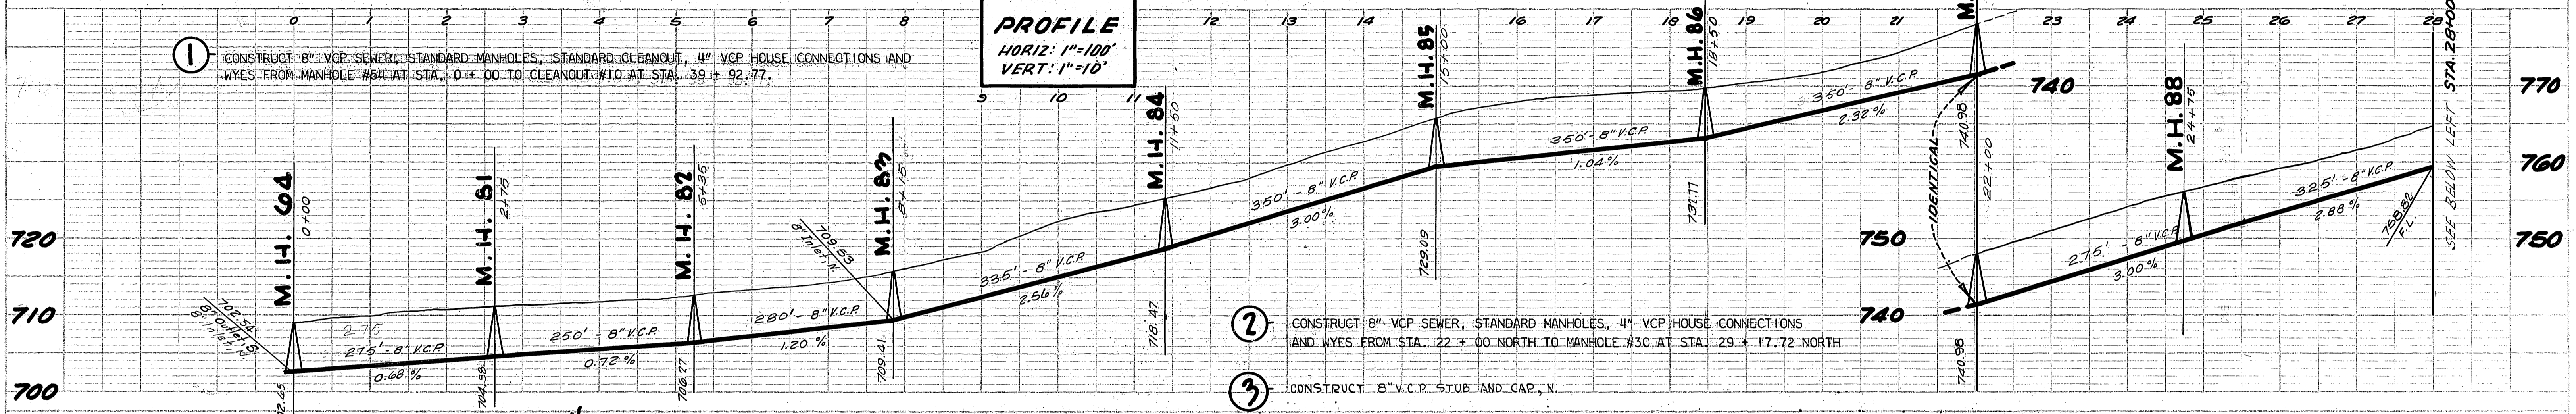 0 1 2 3 4 5 6 7 8
12 13 14 15 16 17 18 19 20 21 22 23 24 25 26 27 28
9 10 11
PROFILE
HORIZ: 1"=100'
VERT: 1"=10'
1 CONSTRUCT 8" VCP SEWER, STANDARD MANHOLES, STANDARD CLEANOUT, 4" VCP HOUSE CONNECTIONS AND
WYES FROM MANHOLE #54 AT STA. 0 + 00 TO CLEANOUT #10 AT STA. 39 + 92.77.
720
710
700
702.54
8" Outlet, S.
8" Inlet, N.
M.H. 64
0+00
275
275'-8" V.C.P.
0.68 %
M.H. 81
2+75
704.38
250' - 8" V.C.P.
0.72 %
M.H. 82
5+35
706.27
280' - 8" V.C.P.
1.20 %
709.53
8" Inlet, N.
M.H. 83
8+15
709.41
335' - 8" V.C.P.
2.56 %
M.H. 84
11+50
718.47
350' - 8" V.C.P.
3.00 %
M.H. 85
15+00
729.09
350'- 8" V.C.P.
1.04 %
M.H. 86
18+50
350'- 8" V.C.P.
2.32 %
740.98
22+00
IDENTICAL
740
750
740
740.98
275' - 8" V.C.P.
3.00 %
M.H. 88
24+75
325' - 8" V.C.P.
2.88 %
758.82
F.L.
SEE BELOW LEFT STA. 28+00
770
760
750
2 CONSTRUCT 8" VCP SEWER, STANDARD MANHOLES, 4" VCP HOUSE CONNECTIONS
AND WYES FROM STA. 22 + 00 NORTH TO MANHOLE #30 AT STA. 29 + 17.72 NORTH
3 CONSTRUCT 8" V.C.P. STUB AND CAP, N.